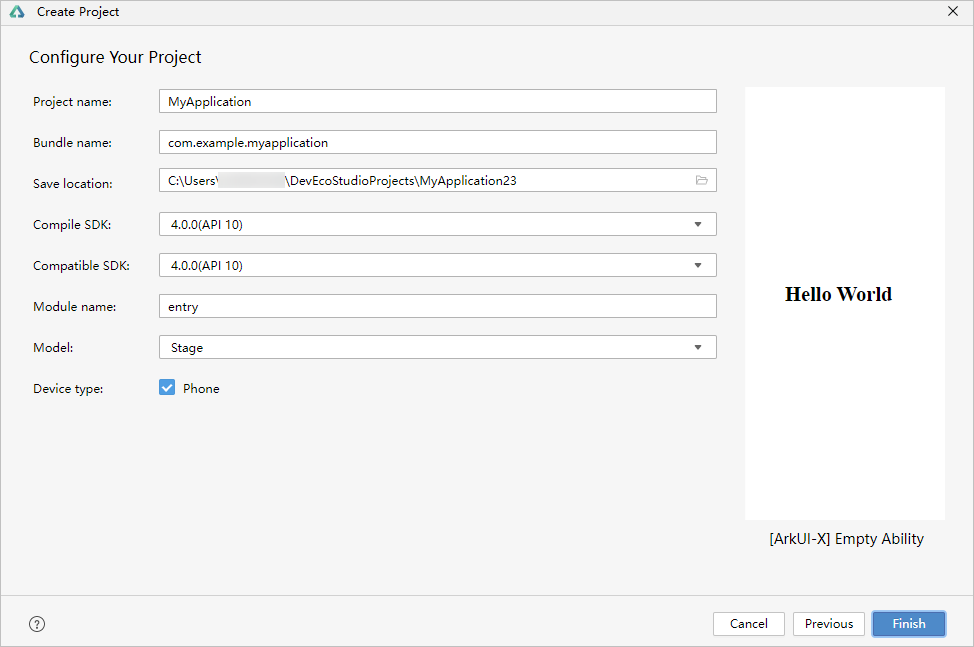 Create Project
Configure Your Project
Project name: MyApplication
Bundle name: com.example.myapplication
Save location: C:\Users\ \DevEcoStudioProjects\MyApplication23
Compile SDK: 4.0.0(API 10)
Compatible SDK: 4.0.0(API 10)
Module name: entry
Model: Stage
Device type: Phone
Hello World
[ArkUI-X] Empty Ability
? Cancel Previous Finish